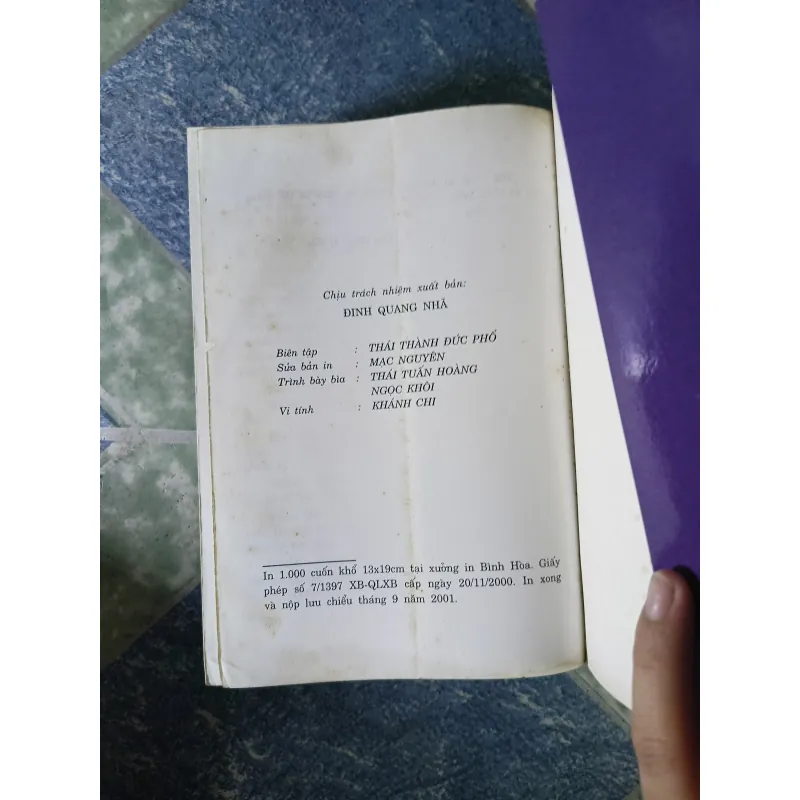 Chịu trách nhiệm xuất bản:
ĐINH QUANG NHÃ
Biên tập : THÁI THÀNH ĐỨC PHỔ
Sửa bản in : MẠC NGUYÊN
Trình bày bìa : THÁI TUẤN HOÀNG
NGỌC KHÔI
Vi tính : KHÁNH CHI
In 1.000 cuốn khổ 13x19cm tại xưởng in Bình Hòa. Giấy
phép số 7/1397 XB-QLXB cấp ngày 20/11/2000. In xong
và nộp lưu chiểu tháng 9 năm 2001.